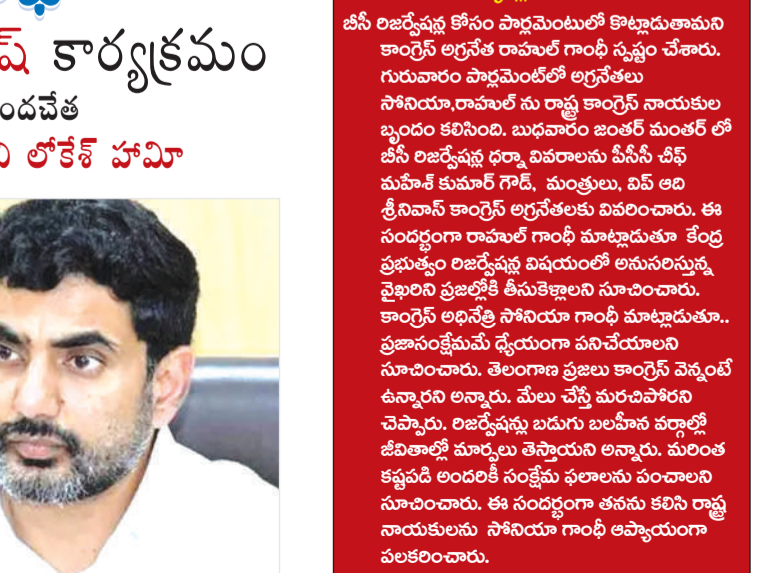 కార్యక్రమం
లోకేశ్ హామీ
బీసీ రిజర్వేషన్ల కోసం పార్లమెంటులో కొట్లాడుతామని
కాంగ్రెస్ అగ్రనేత రాహుల్ గాంధీ స్పష్టం చేశారు.
గురువారం పార్లమెంట్‌లో అగ్రనేతలు
సోనియా,రాహుల్ ను రాష్ట్ర కాంగ్రెస్ నాయకుల
బృందం కలిసింది. బుధవారం జంతర్ మంతర్ లో
బీసీ రిజర్వేషన్ల ధర్నా వివరాలను పీసీసీ చీఫ్
మహేశ్ కుమార్ గౌడ్, మంత్రులు, విప్ ఆది
శ్రీనివాస్ కాంగ్రెస్ అగ్రనేతలకు వివరించారు. ఈ
సందర్భంగా రాహుల్ గాంధీ మాట్లాడుతూ కేంద్ర
ప్రభుత్వం రిజర్వేషన్ల విషయంలో అనుసరిస్తున్న
వైఖరిని ప్రజల్లోకి తీసుకెళ్లాలని సూచించారు.
కాంగ్రెస్ అధినేత్రి సోనియా గాంధీ మాట్లాడుతూ..
ప్రజాసంక్షేమమే ధ్యేయంగా పనిచేయాలని
సూచించారు. తెలంగాణ ప్రజలు కాంగ్రెస్ వెన్నంటే
ఉన్నారని అన్నారు. మేలు చేస్తే మరచిపోరని
చెప్పారు. రిజర్వేషన్లు బడుగు బలహీన వర్గాల్లో
జీవితాల్లో మార్పలు తెస్తాయని అన్నారు. మరింత
కష్టపడి అందరికీ సంక్షేమ ఫలాలను పంచాలని
సూచించారు. ఈ సందర్భంగా తనను కలిసి రాష్ట్ర
నాయకులను సోనియా గాంధీ ఆప్యాయంగా
పలకరించారు.